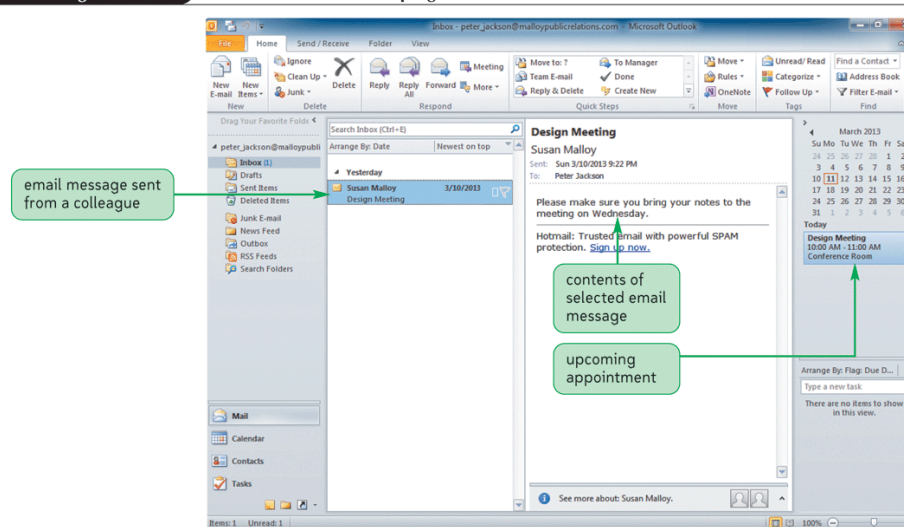 Inbox - peter_jackson@malloypublicrelations.com - Microsoft Outlook
File Home Send / Receive Folder View
New E-mail
New Items
Ignore
Clean Up
Junk
Delete
Reply
Reply All
Forward
Meeting
More
Move to: ?
Team E-mail
Reply & Delete
To Manager
Done
Create New
Move
Rules
OneNote
Unread/ Read
Categorize
Follow Up
Find a Contact
Address Book
Filter E-mail
New Delete Respond Quick Steps Move Tags Find
Drag Your Favorite Folde
peter_jackson@malloypubli
Inbox (1)
Drafts
Sent Items
Deleted Items
Junk E-mail
News Feed
Outbox
RSS Feeds
Search Folders
Mail
Calendar
Contacts
Tasks
email message sent
from a colleague
Search Inbox (Ctrl+E)
Arrange By: Date Newest on top
Yesterday
Susan Malloy 3/10/2013
Design Meeting
Design Meeting
Susan Malloy
Sent: Sun 3/10/2013 9:22 PM
To: Peter Jackson
Please make sure you bring your notes to the
meeting on Wednesday.
Hotmail: Trusted email with powerful SPAM
protection. Sign up now.
contents of
selected email
message
upcoming
appointment
See more about: Susan Malloy.
March 2013
Su Mo Tu We Th Fr Sa
24 25 26 27 28 1 2
3 4 5 6 7 8 9
10 11 12 13 14 15 16
17 18 19 20 21 22 23
24 25 26 27 28 29 30
31 1 2 3 4 5 6
Today
Design Meeting
10:00 AM - 11:00 AM
Conference Room
Arrange By: Flag: Due D...
Type a new task
There are no items to show
in this view.
Items: 1 Unread: 1
100%